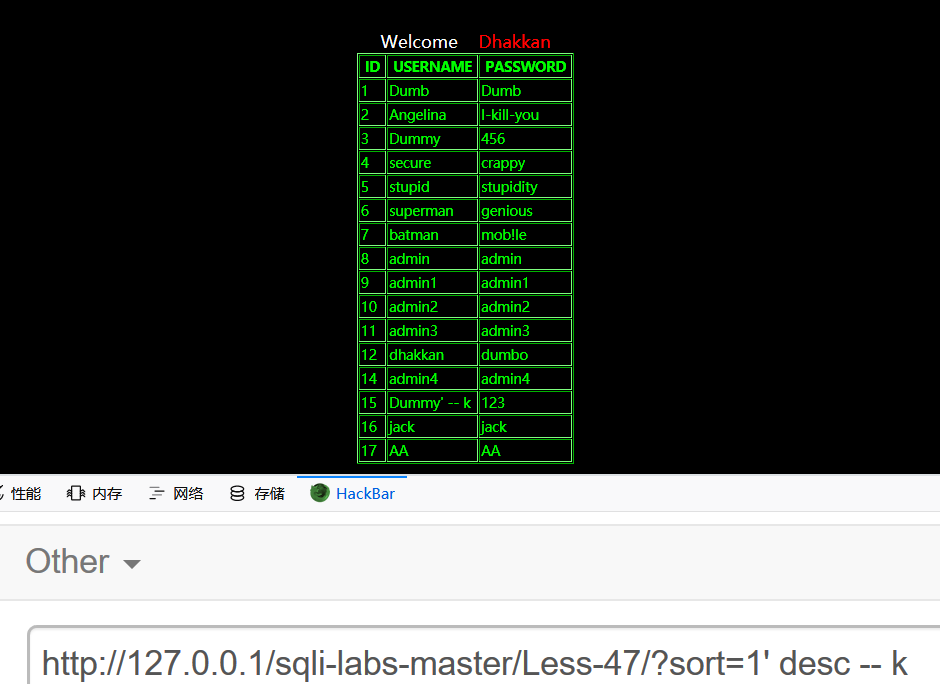 Welcome Dhakkan
ID USERNAME PASSWORD
1 Dumb Dumb
2 Angelina I-kill-you
3 Dummy 456
4 secure crappy
5 stupid stupidity
6 superman genious
7 batman mob!le
8 admin admin
9 admin1 admin1
10 admin2 admin2
11 admin3 admin3
12 dhakkan dumbo
14 admin4 admin4
15 Dummy' -- k 123
16 jack jack
17 AA AA
性能 内存 网络 存储 HackBar
Other
http://127.0.0.1/sqli-labs-master/Less-47/?sort=1' desc -- k